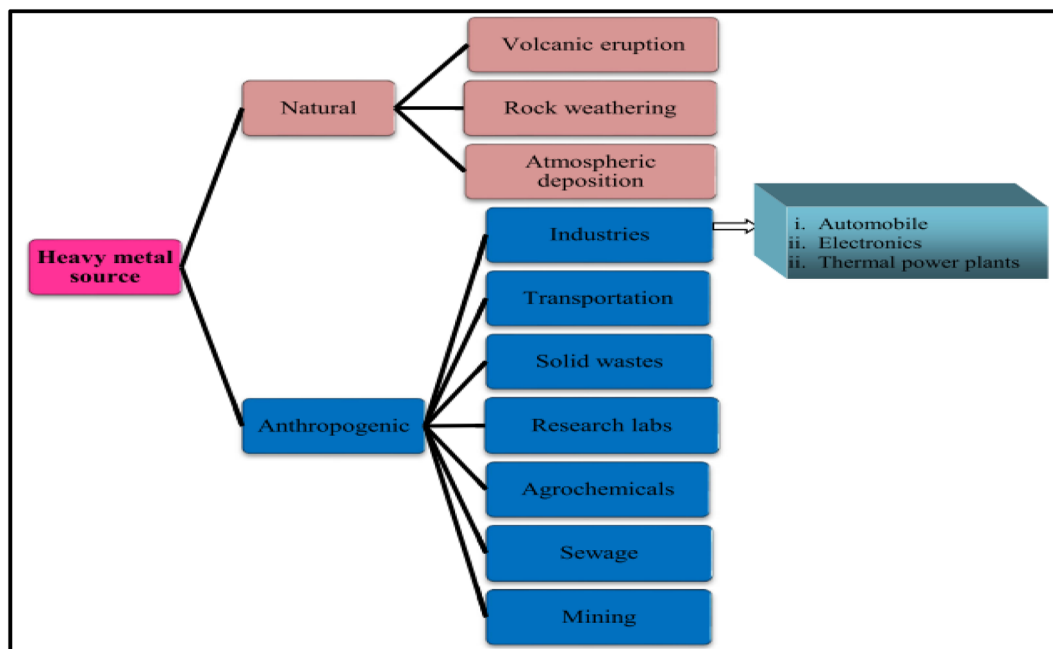 Volcanic eruption
Natural
Rock weathering
Atmospheric
deposition
Heavy metal
source
Industries
i. Automobile
ii. Electronics
ii. Thermal power plants
Transportation
Solid wastes
Anthropogenic
Research labs
Agrochemicals
Sewage
Mining